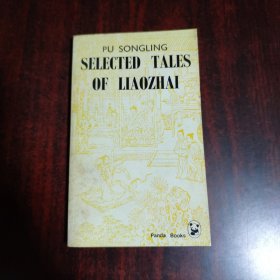 PU SONGLING
SELECTED TALES
OF LIAOZHAI
Panda Books